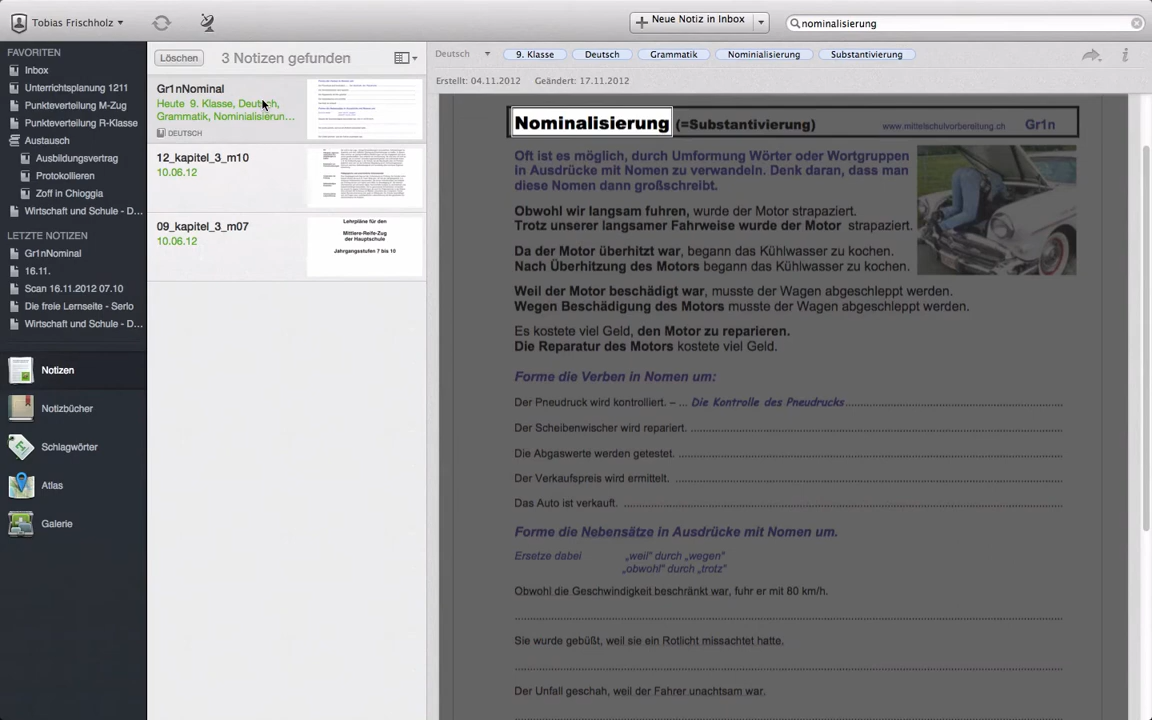 Tobias Frischholz
Neue Notiz in Inbox
nominalisierung
FAVORITEN
Inbox
Unterrichtsplanung 1211
Punkteverteilung M-Zug
Punkteverteilung R-Klasse
Austausch
Ausbildungsvertrag
Protokollieren
Zoff in Chioggia
Wirtschaft und Schule - D...
LETZTE NOTIZEN
Gr1nNominal
16.11.
Scan 16.11.2012 07.10
Die freie Lernseite - Serlo
Wirtschaft und Schule - D...
Notizen
Notizbücher
Schlagwörter
Atlas
Galerie
Löschen
3 Notizen gefunden
Gr1nNominal
Heute 9. Klasse, Deutsch,
Grammatik, Nominialisierun...
DEUTSCH
12_kapitel_3_m10
10.06.12
09_kapitel_3_m07
10.06.12
Lehrpläne für den
Mittlere-Reife-Zug
der Hauptschule
Jahrgangsstufen 7 bis 10
Deutsch
9. Klasse
Deutsch
Grammatik
Nominialisierung
Substantivierung
Erstellt: 04.11.2012 Geändert: 17.11.2012
Nominalisierung (=Substantivierung) www.mittelschulvorbereitung.ch Gr1n
Oft ist es möglich, durch Umformung Wörter oder Wortgruppen
in Ausdrücke mit Nomen zu verwandeln. Denk daran, dass man
diese Nomen dann großschreibt.
Obwohl wir langsam fuhren, wurde der Motor strapaziert.
Trotz unserer langsamer Fahrweise wurde der Motor strapaziert.
Da der Motor überhitzt war, begann das Kühlwasser zu kochen.
Nach Überhitzung des Motors begann das Kühlwasser zu kochen.
Weil der Motor beschädigt war, musste der Wagen abgeschleppt werden.
Wegen Beschädigung des Motors musste der Wagen abgeschleppt werden.
Es kostete viel Geld, den Motor zu reparieren.
Die Reparatur des Motors kostete viel Geld.
Forme die Verben in Nomen um:
Der Pneudruck wird kontrolliert. – ... Die Kontrolle des Pneudrucks
Der Scheibenwischer wird repariert.
Die Abgaswerte werden getestet.
Der Verkaufspreis wird ermittelt.
Das Auto ist verkauft.
Forme die Nebensätze in Ausdrücke mit Nomen um.
Ersetze dabei „weil" durch „wegen"
„obwohl" durch „trotz"
Obwohl die Geschwindigkeit beschränkt war, fuhr er mit 80 km/h.
Sie wurde gebüßt, weil sie ein Rotlicht missachtet hatte.
Der Unfall geschah, weil der Fahrer unachtsam war.